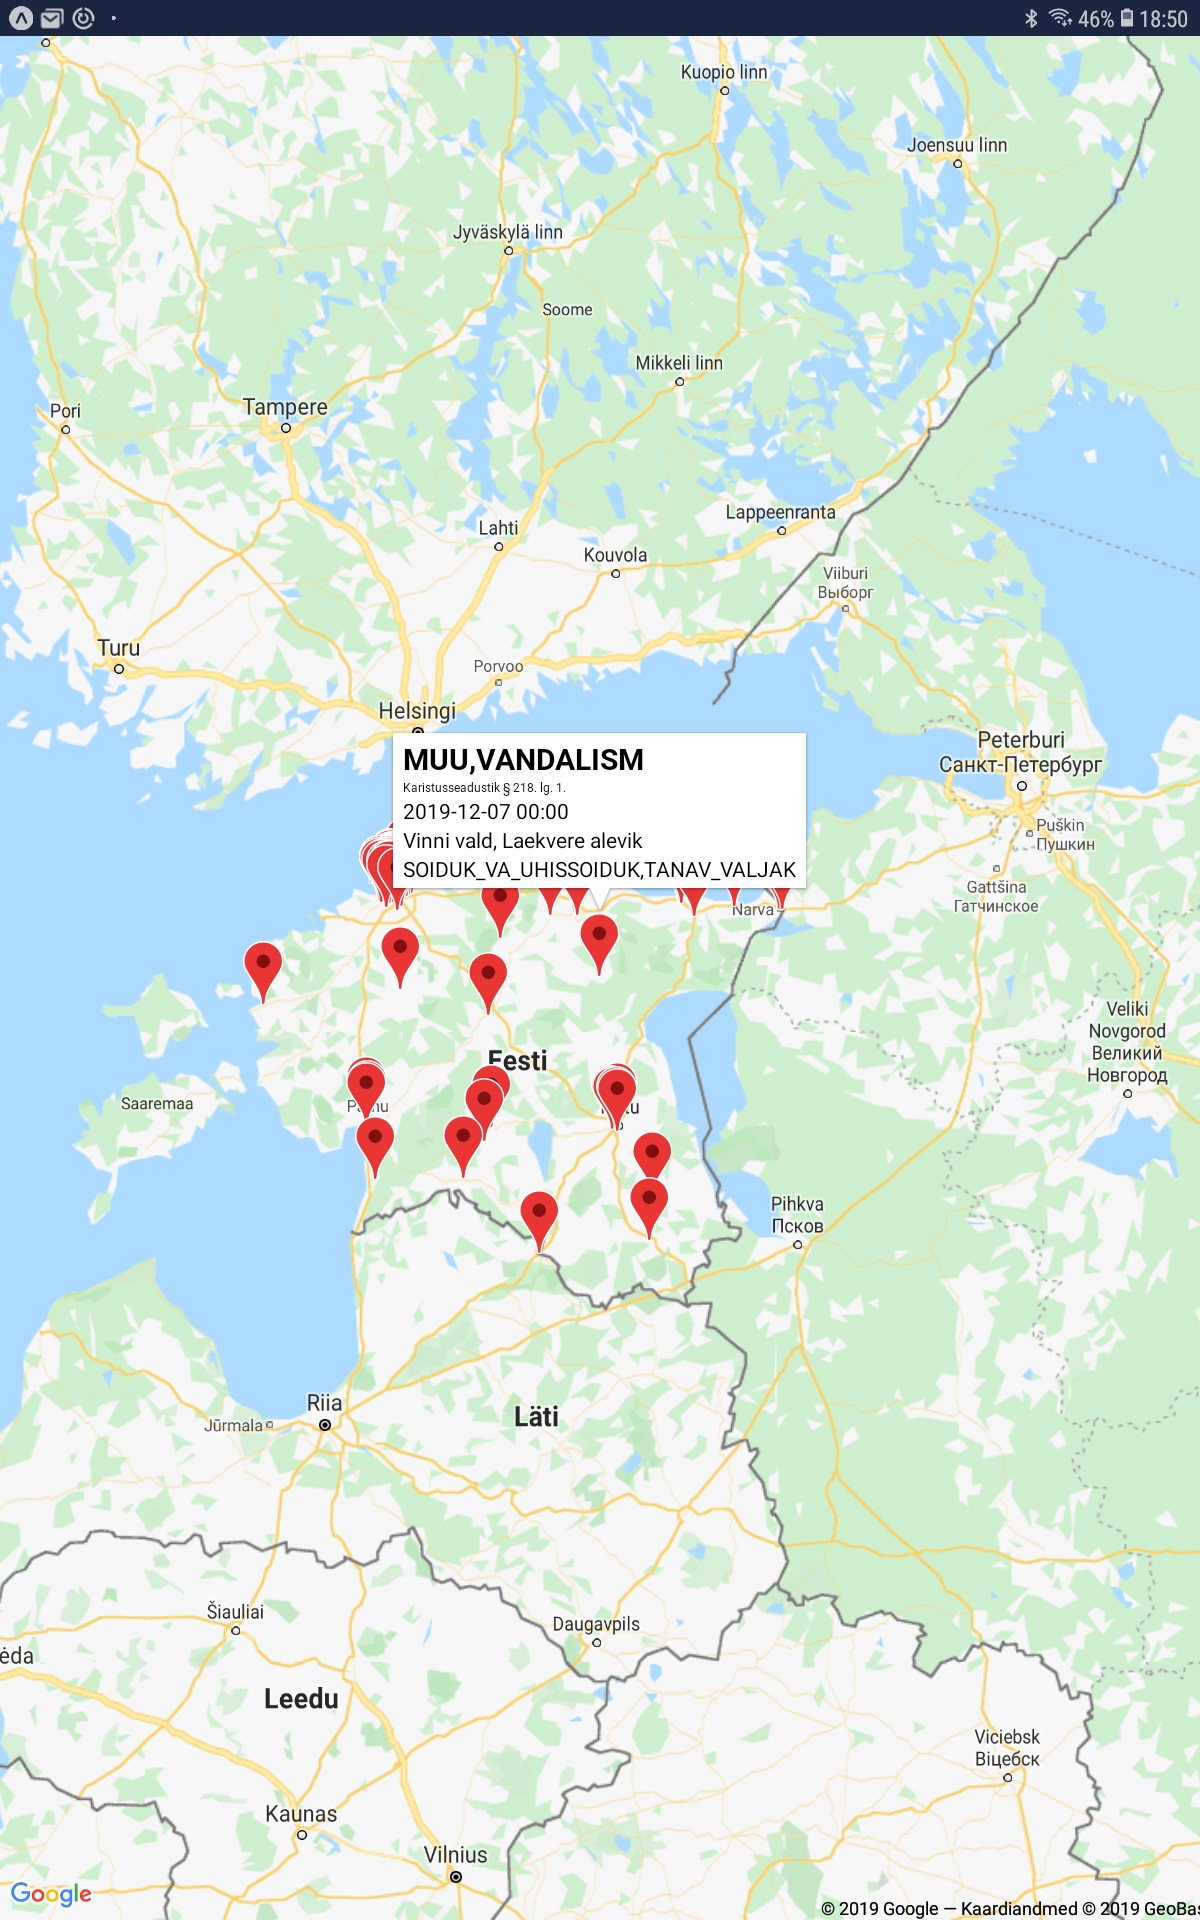 46% 18:50
Kuopio linn
Joensuu linn
Jyväskylä linn
Soome
Mikkeli linn
Pori
Tampere
Lappeenranta
Lahti
Kouvola
Viiburi
Выборг
Turu
Porvoo
Helsingi
Peterburi
Санкт-Петербург
MUU,VANDALISM
Karistusseadustik § 218. lg. 1.
2019-12-07 00:00
Vinni vald, Laekvere alevik
SOIDUK_VA_UHISSOIDUK,TANAV_VALJAK
Puškin
Пушкин
Gattšina
Гатчинское
Narva
Veliki
Novgorod
Великий
Новгород
Eesti
Saaremaa
Pihkva
Псков
Riia
Jūrmala
Läti
Šiauliai
Daugavpils
ėda
Leedu
Viciebsk
Віцебск
Kaunas
Vilnius
Google
© 2019 Google — Kaardiandmed © 2019 GeoBas